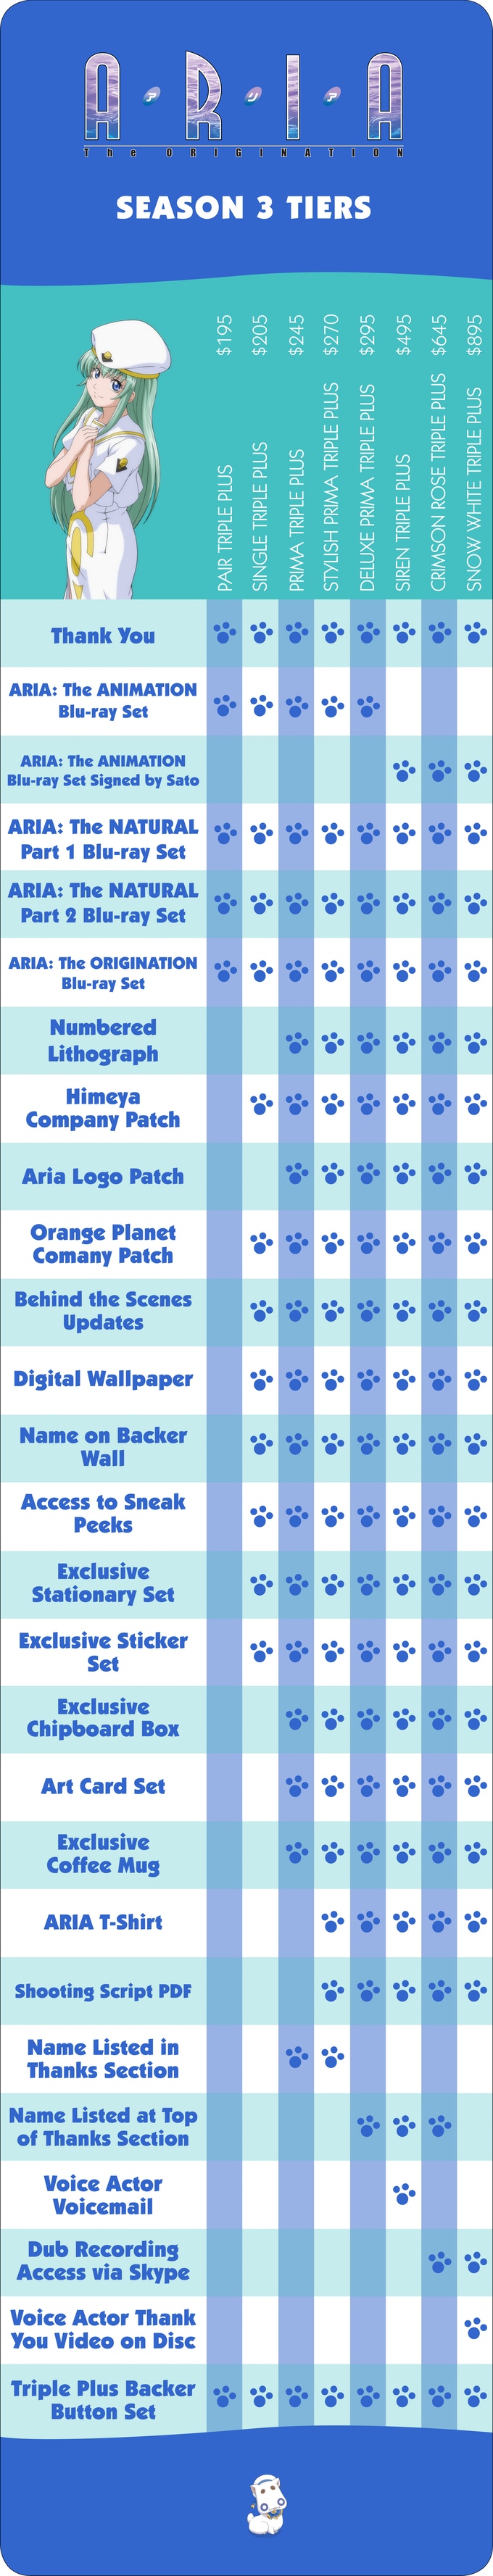 A・R・I・A
ア リ ア
The ORIGINATION
SEASON 3 TIERS
PAIR TRIPLE PLUS $195
SINGLE TRIPLE PLUS $205
PRIMA TRIPLE PLUS $245
STYLISH PRIMA TRIPLE PLUS $270
DELUXE PRIMA TRIPLE PLUS $295
SIREN TRIPLE PLUS $495
CRIMSON ROSE TRIPLE PLUS $645
SNOW WHITE TRIPLE PLUS $895
Thank You
ARIA: The ANIMATION
Blu-ray Set
ARIA: The ANIMATION
Blu-ray Set Signed by Sato
ARIA: The NATURAL
Part 1 Blu-ray Set
ARIA: The NATURAL
Part 2 Blu-ray Set
ARIA: The ORIGINATION
Blu-ray Set
Numbered
Lithograph
Himeya
Company Patch
Aria Logo Patch
Orange Planet
Comany Patch
Behind the Scenes
Updates
Digital Wallpaper
Name on Backer
Wall
Access to Sneak
Peeks
Exclusive
Stationary Set
Exclusive Sticker
Set
Exclusive
Chipboard Box
Art Card Set
Exclusive
Coffee Mug
ARIA T-Shirt
Shooting Script PDF
Name Listed in
Thanks Section
Name Listed at Top
of Thanks Section
Voice Actor
Voicemail
Dub Recording
Access via Skype
Voice Actor Thank
You Video on Disc
Triple Plus Backer
Button Set